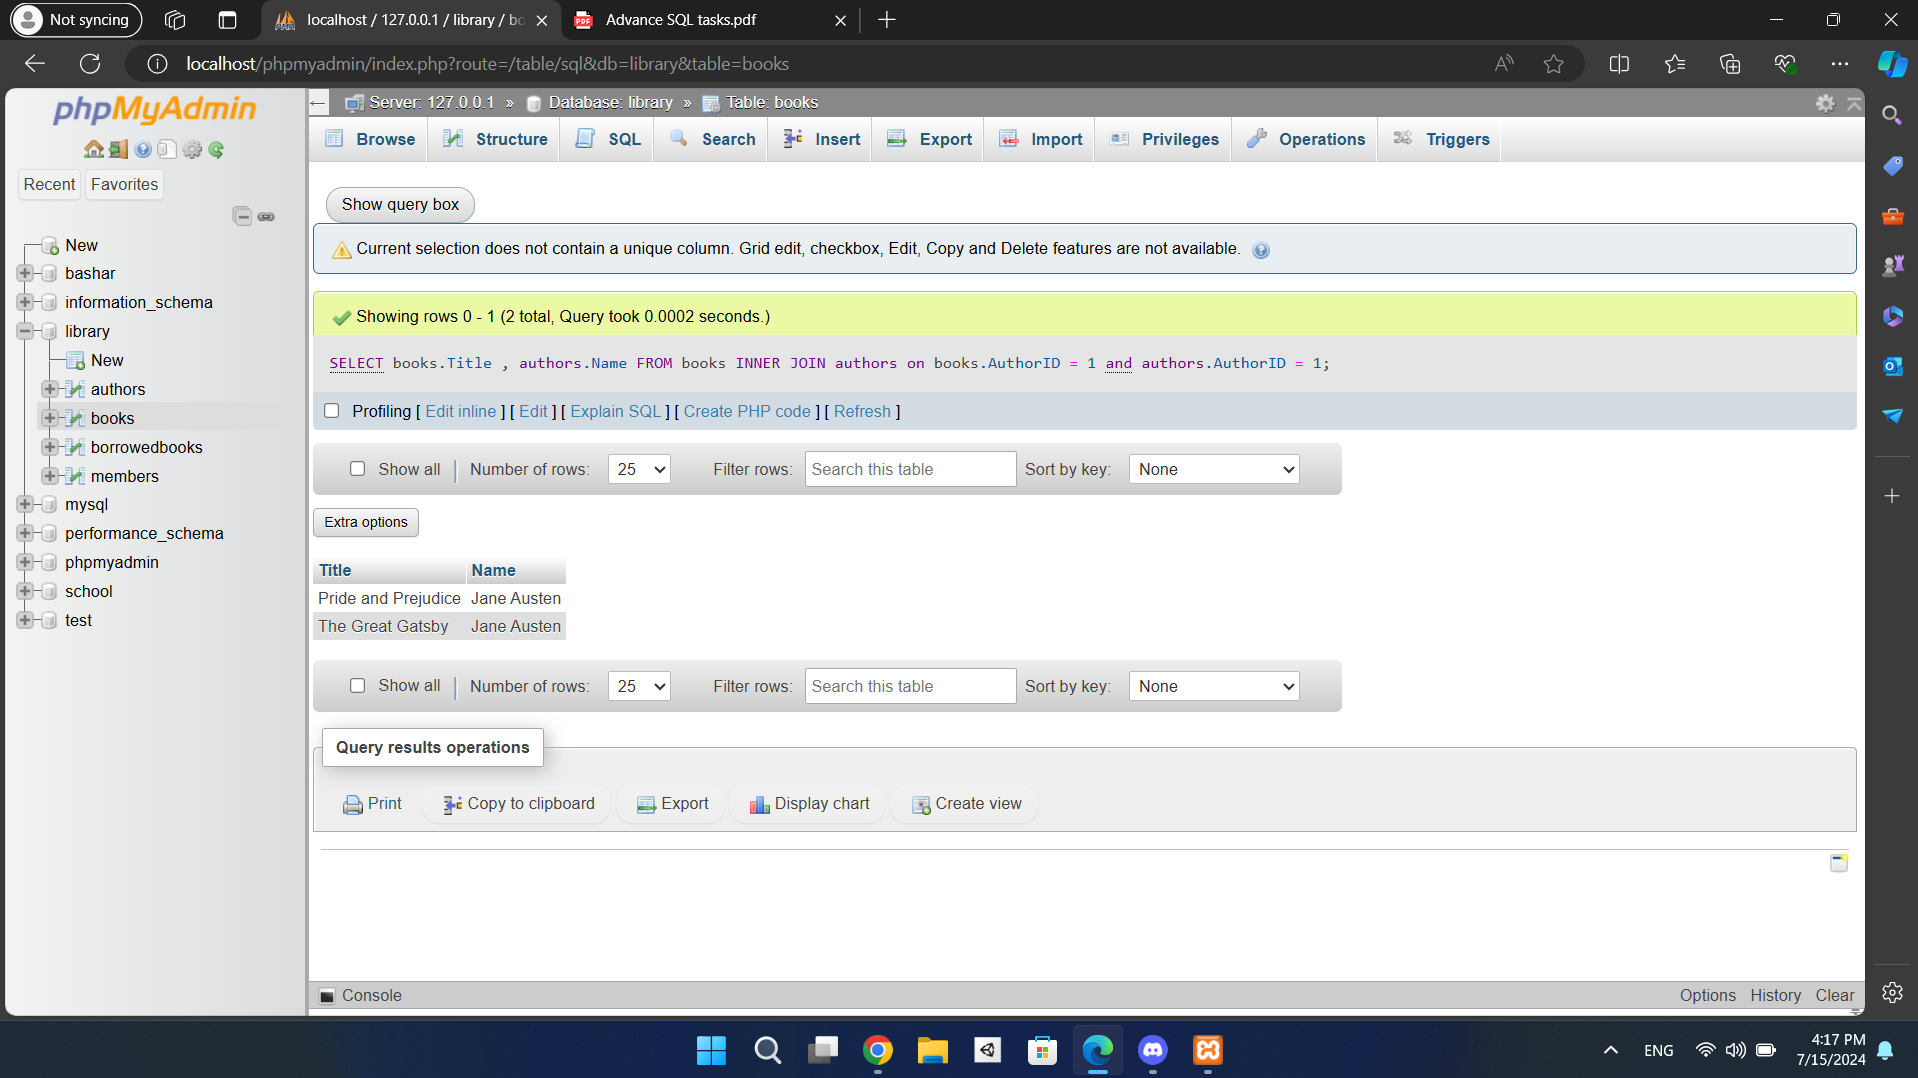 Not syncing
localhost / 127.0.0.1 / library / bo
Advance SQL tasks.pdf
localhost/phpmyadmin/index.php?route=/table/sql&db=library&table=books
phpMyAdmin
Server: 127.0.0.1 » Database: library » Table: books
Browse Structure SQL Search Insert Export Import Privileges Operations Triggers
Recent Favorites
New
bashar
information_schema
library
New
authors
books
borrowedbooks
members
mysql
performance_schema
phpmyadmin
school
test
Show query box
Current selection does not contain a unique column. Grid edit, checkbox, Edit, Copy and Delete features are not available.
Showing rows 0 - 1 (2 total, Query took 0.0002 seconds.)
SELECT books.Title , authors.Name FROM books INNER JOIN authors on books.AuthorID = 1 and authors.AuthorID = 1;
Profiling [ Edit inline ] [ Edit ] [ Explain SQL ] [ Create PHP code ] [ Refresh ]
Show all | Number of rows: 25 Filter rows: Search this table Sort by key: None
Extra options
Title Name
Pride and Prejudice Jane Austen
The Great Gatsby Jane Austen
Show all | Number of rows: 25 Filter rows: Search this table Sort by key: None
Query results operations
Print Copy to clipboard Export Display chart Create view
Console
Options History Clear
ENG
4:17 PM
7/15/2024